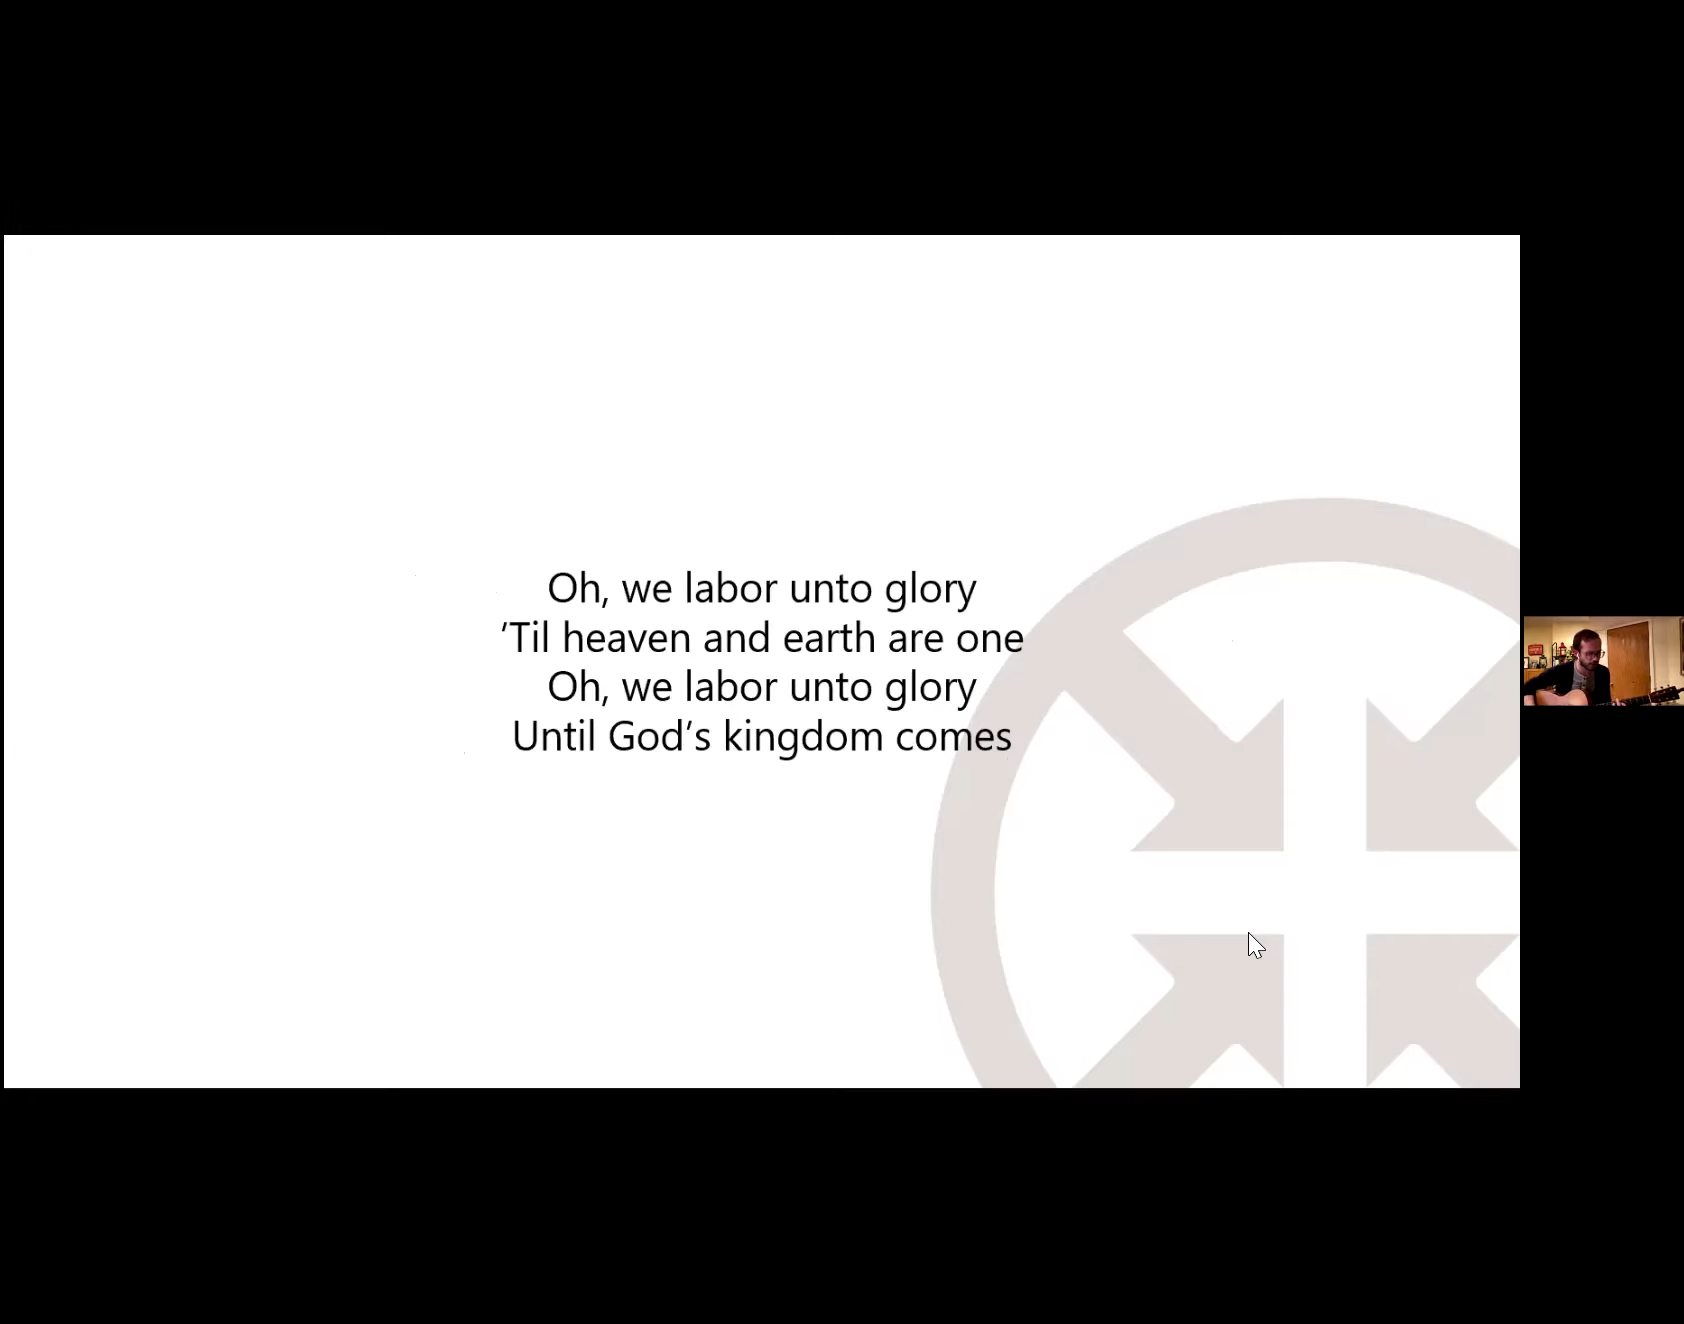 Oh, we labor unto glory
’Til heaven and earth are one
Oh, we labor unto glory
Until God’s kingdom comes